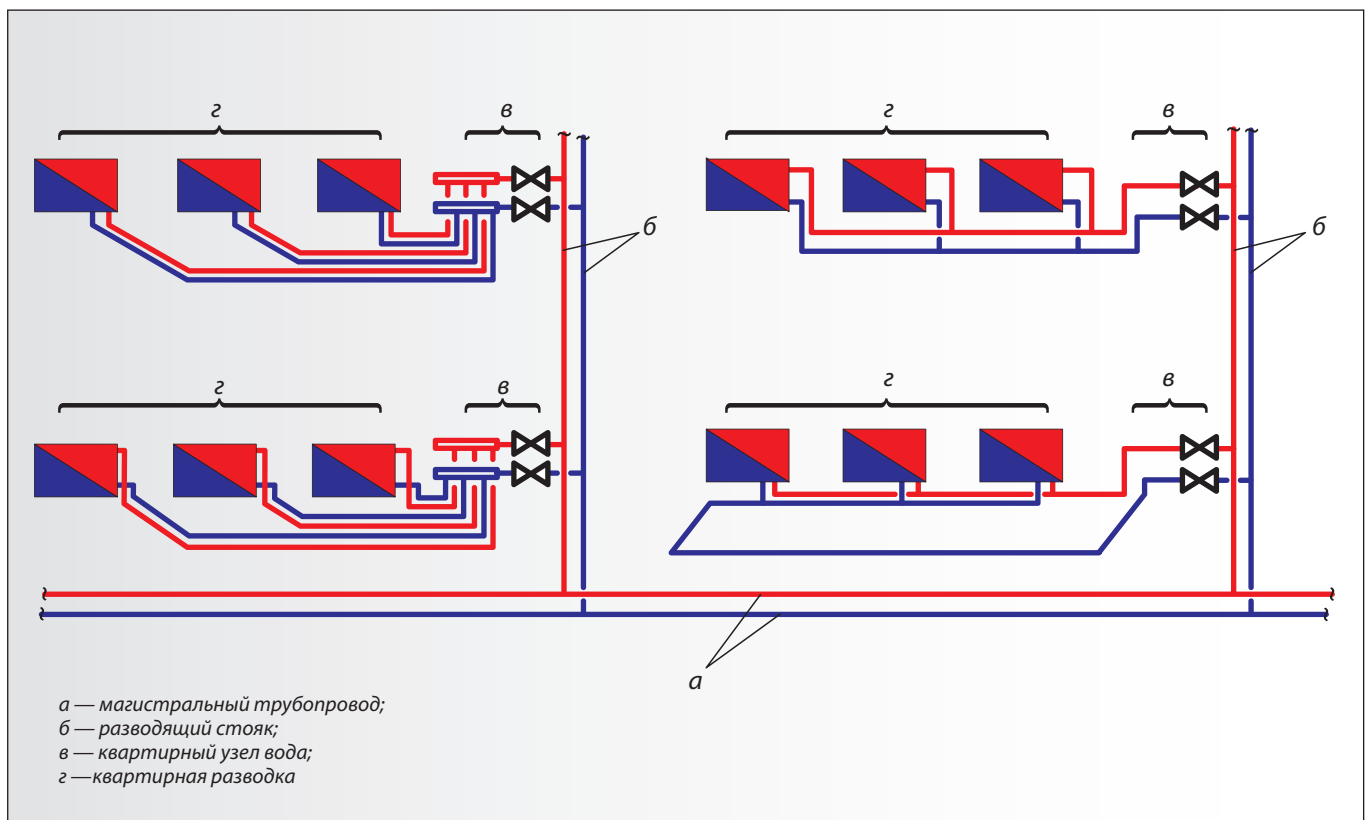 г
в
г
в
б
б
г
в
г
в
а
а — магистральный трубопровод;
б — разводящий стояк;
в — квартирный узел вода;
г —квартирная разводка